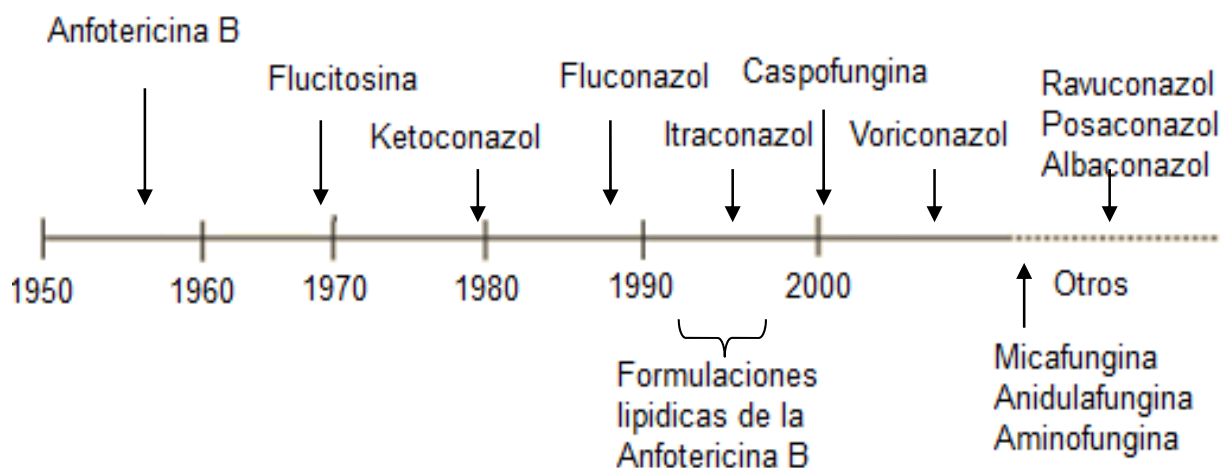 Anfotericina B
Flucitosina
Ketoconazol
Fluconazol
Itraconazol
Caspofungina
Voriconazol
Ravuconazol
Posaconazol
Albaconazol
1950
1960
1970
1980
1990
2000
Otros
Formulaciones
lipidicas de la
Anfotericina B
Micafungina
Anidulafungina
Aminofungina